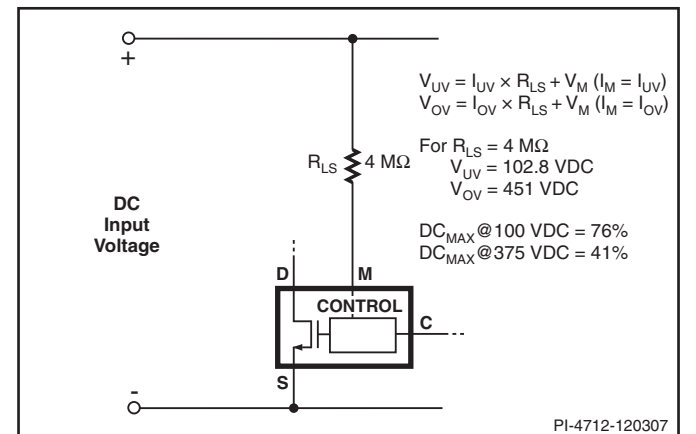 +
V_UV = I_UV × R_LS + V_M (I_M = I_UV)
V_OV = I_OV × R_LS + V_M (I_M = I_OV)
For R_LS = 4 MΩ
V_UV = 102.8 VDC
V_OV = 451 VDC
DC_MAX@100 VDC = 76%
DC_MAX@375 VDC = 41%
R_LS 4 MΩ
DC
Input
Voltage
D M
CONTROL
C
S
-
PI-4712-120307